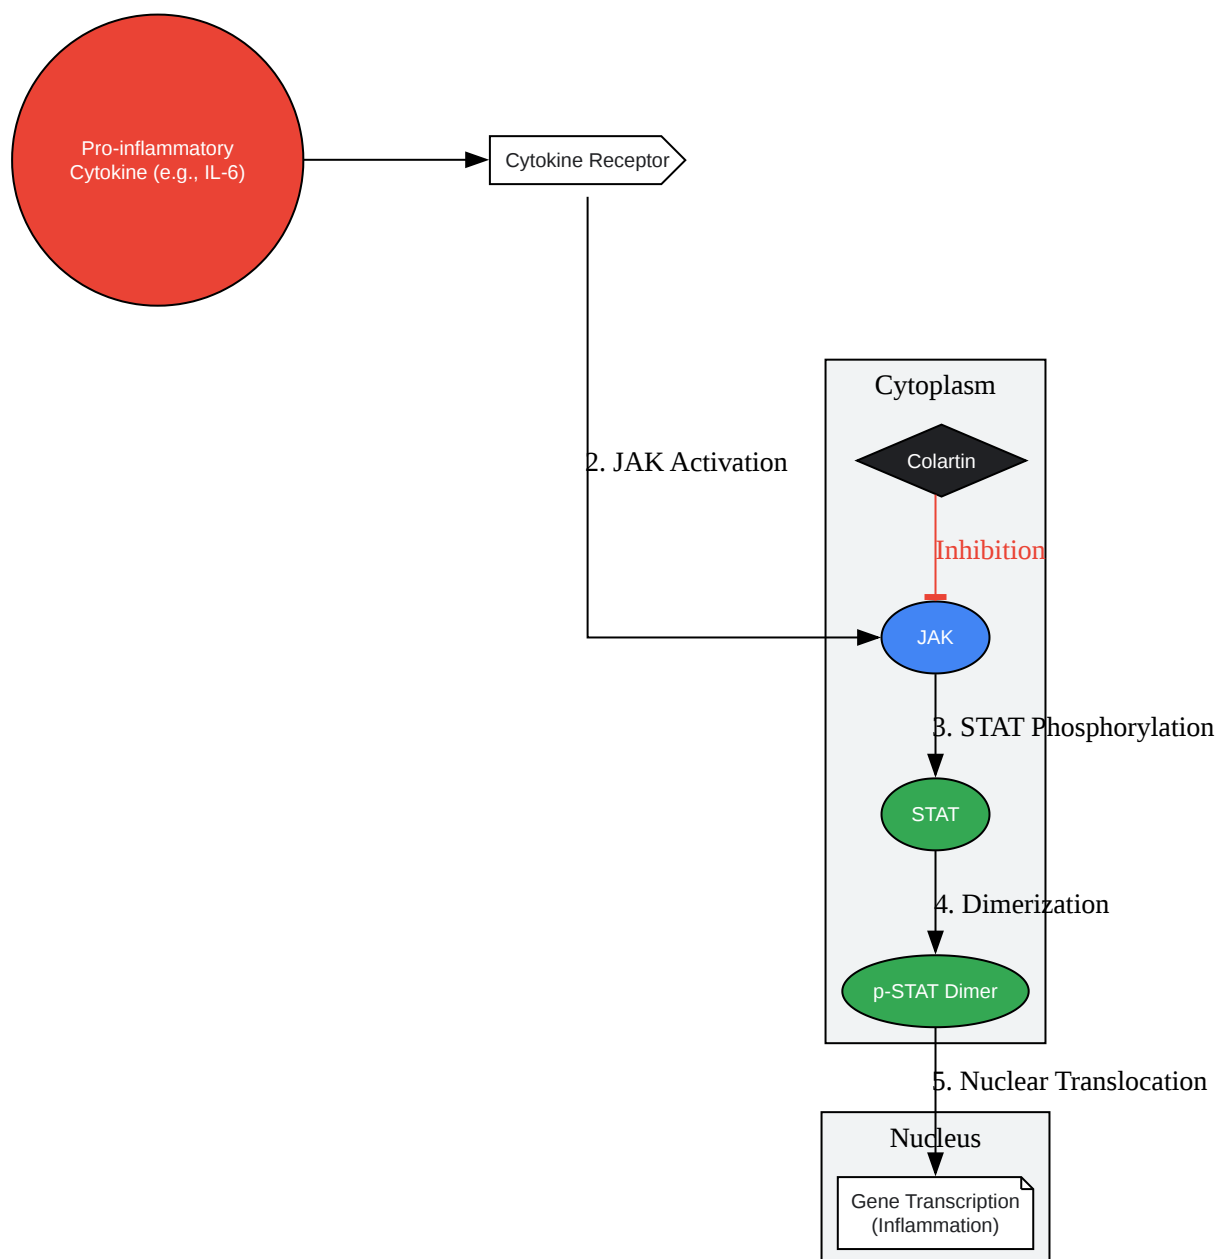 Pro-inflammatory
Cytokine (e.g., IL-6)
Cytokine Receptor
2. JAK Activation
Cytoplasm
Colartin
Inhibition
JAK
3. STAT Phosphorylation
STAT
4. Dimerization
p-STAT Dimer
5. Nuclear Translocation
Nucleus
Gene Transcription
(Inflammation)